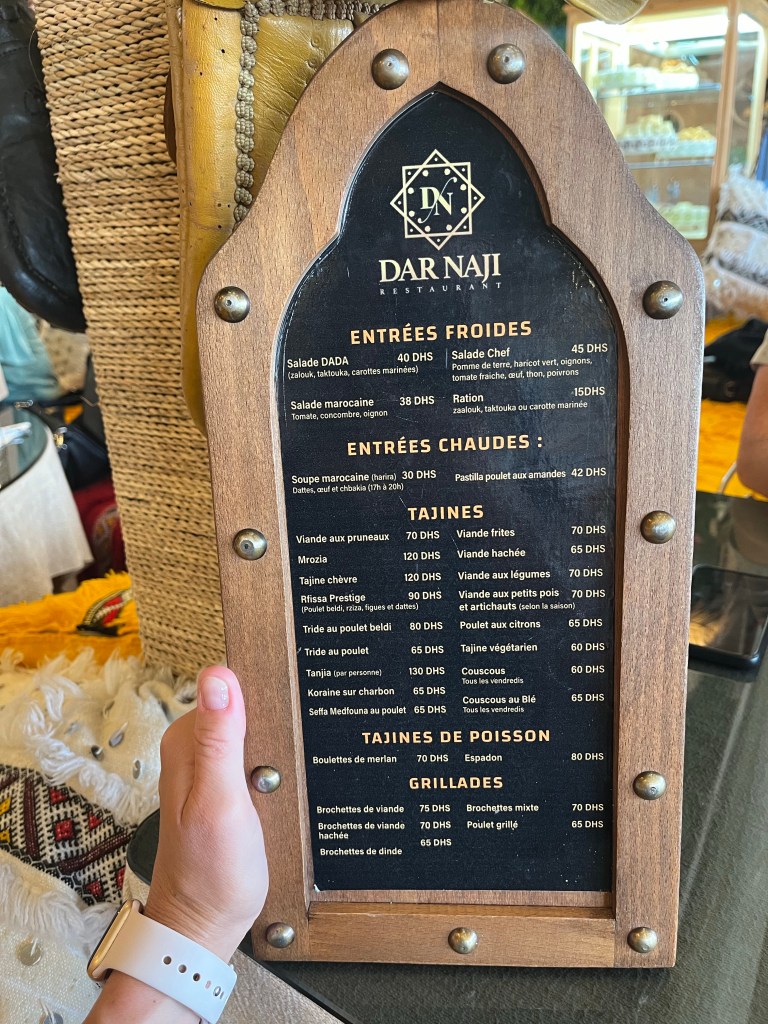 DN
DAR NAJI
RESTAURANT
ENTRÉES FROIDES
Salade DADA 40 DHS
(zalouk, taktouka, carottes marinées)
Salade Chef 45 DHS
Pomme de terre, haricot vert, oignons,
tomate fraiche, œuf, thon, poivrons
Salade marocaine 38 DHS
Tomate, concombre, oignon
Ration 15DHS
zaalouk, taktouka ou carotte marinée
ENTRÉES CHAUDES :
Soupe marocaine (harira) 30 DHS
Dattes, œuf et chbakia (17h à 20h)
Pastilla poulet aux amandes 42 DHS
TAJINES
Viande aux pruneaux 70 DHS
Mrozia 120 DHS
Tajine chèvre 120 DHS
Rfissa Prestige 90 DHS
(Poulet beldi, rziza, figues et dattes)
Tride au poulet beldi 80 DHS
Tride au poulet 65 DHS
Tanjia (par personne) 130 DHS
Koraine sur charbon 65 DHS
Seffa Medfouna au poulet 65 DHS
Viande frites 70 DHS
Viande hachée 65 DHS
Viande aux légumes 70 DHS
Viande aux petits pois 70 DHS
et artichauts (selon la saison)
Poulet aux citrons 65 DHS
Tajine végétarien 60 DHS
Couscous 60 DHS
Tous les vendredis
Couscous au Blé 65 DHS
Tous les vendredis
TAJINES DE POISSON
Boulettes de merlan 70 DHS
Espadon 80 DHS
GRILLADES
Brochettes de viande 75 DHS
Brochettes de viande 70 DHS
hachée
Brochettes de dinde 65 DHS
Brochettes mixte 70 DHS
Poulet grillé 65 DHS